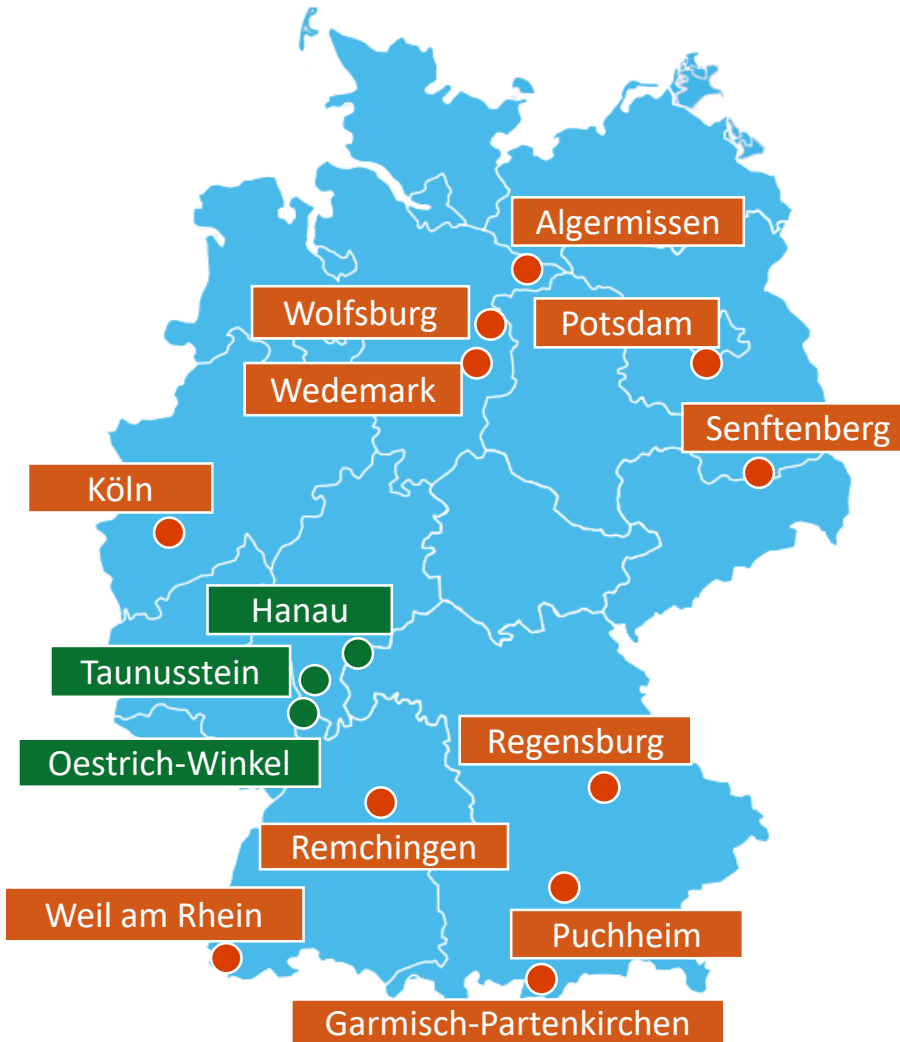 Algermissen
Wolfsburg
Potsdam
Wedemark
Senftenberg
Köln
Hanau
Taunusstein
Oestrich-Winkel
Regensburg
Remchingen
Weil am Rhein
Puchheim
Garmisch-Partenkirchen